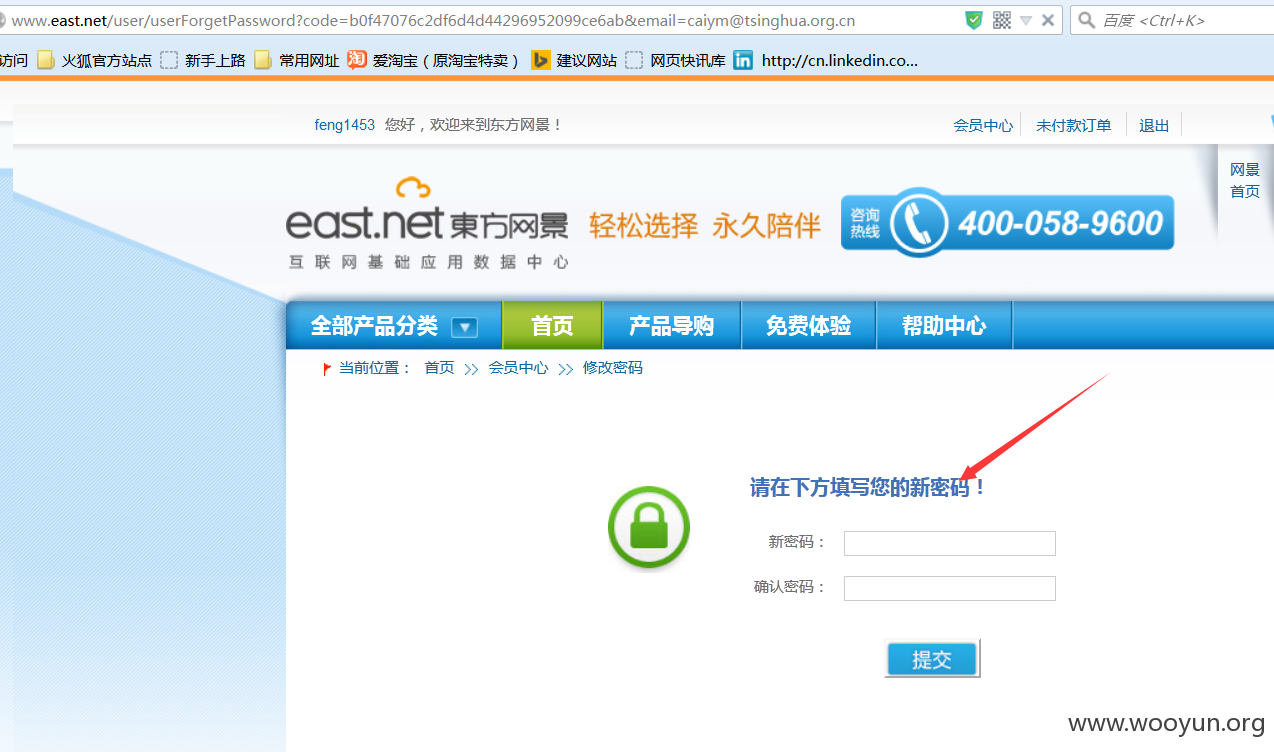 www.east.net/user/userForgetPassword?code=b0f47076c2df6d4d44296952099ce6ab&email=caiym@tsinghua.org.cn 百度 <Ctrl+K>
访问 火狐官方站点 新手上路 常用网址 淘 爱淘宝（原淘宝特卖） 建议网站 网页快讯库 in http://cn.linkedin.co...
feng1453 您好，欢迎来到东方网景！ 会员中心 未付款订单 退出
网景
首页
east.net 東方网景 轻松选择 永久陪伴 咨询热线 400-058-9600
互联网基础应用数据中心
全部产品分类 首页 产品导购 免费体验 帮助中心
当前位置： 首页 >> 会员中心 >> 修改密码
请在下方填写您的新密码！
新密码：
确认密码：
提交
www.wooyun.org